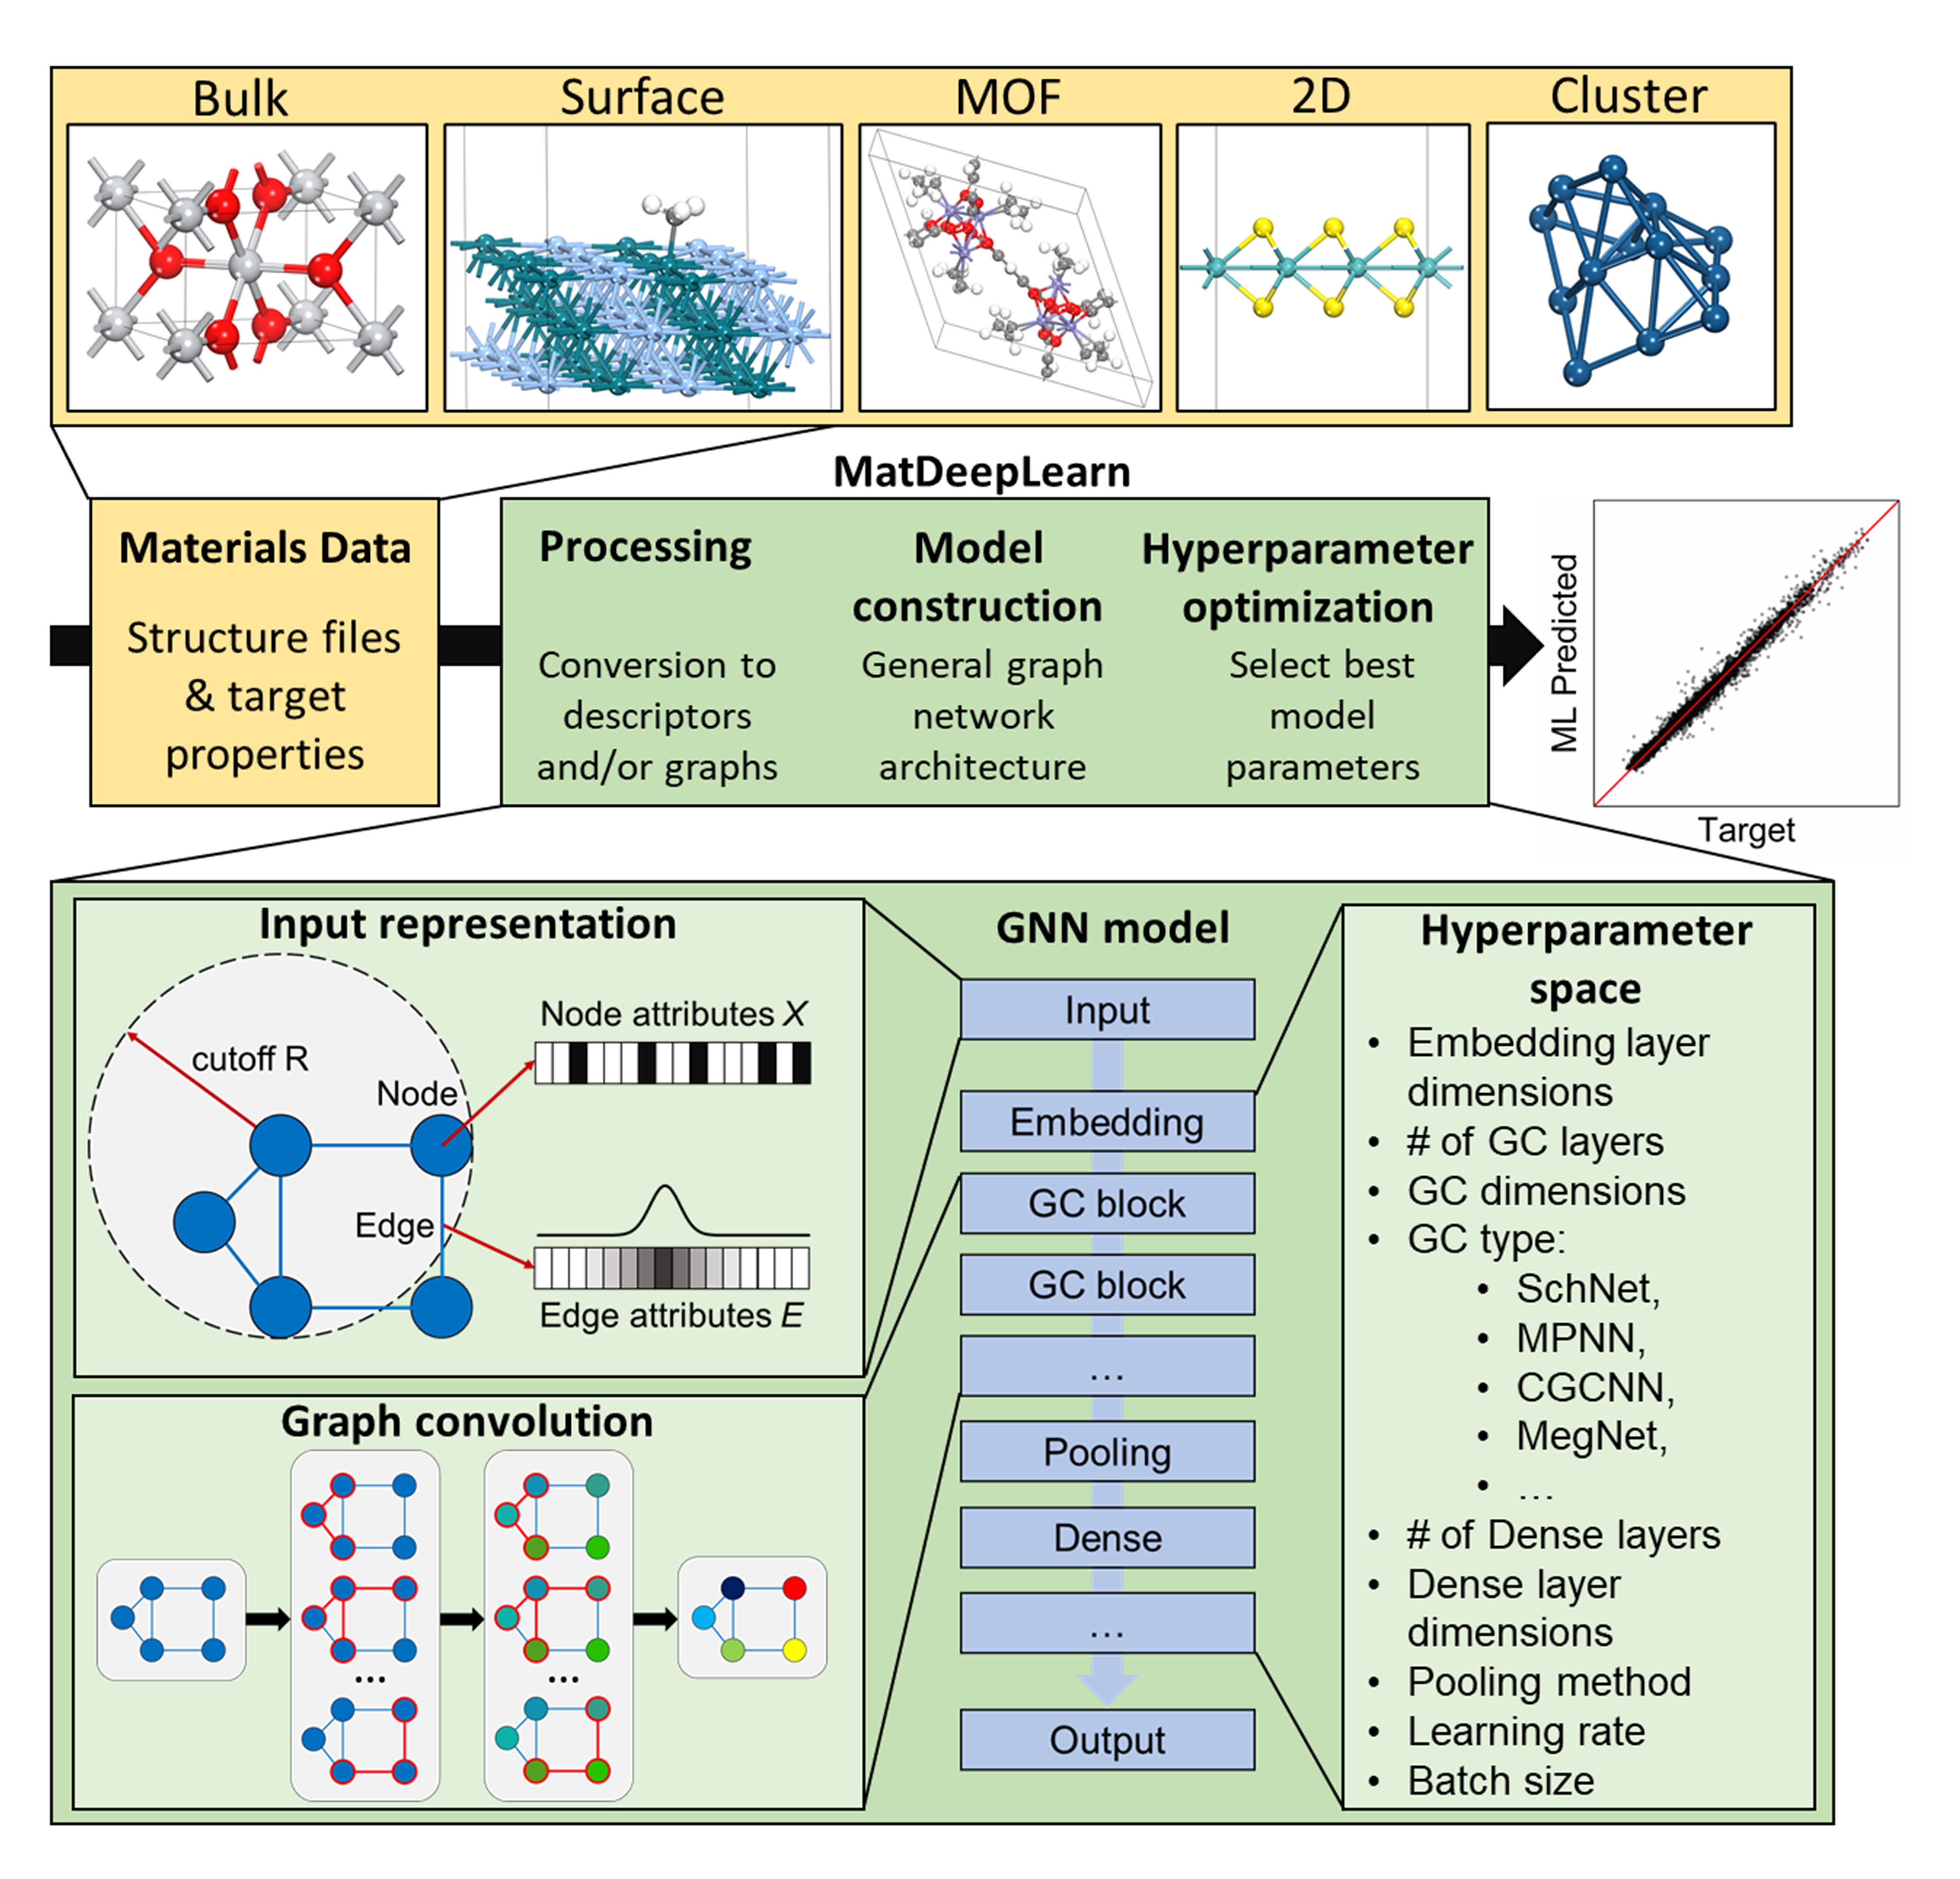 Bulk
Surface
MOF
2D
Cluster
MatDeepLearn
Materials Data
Structure files
& target
properties
Processing
Conversion to
descriptors
and/or graphs
Model
construction
General graph
network
architecture
Hyperparameter
optimization
Select best
model
parameters
ML Predicted
Target
Input representation
cutoff R
Node
Edge
Node attributes X
Edge attributes E
Graph convolution
...
...
GNN model
Input
Embedding
GC block
GC block
...
Pooling
Dense
...
Output
Hyperparameter
space
• Embedding layer
dimensions
• # of GC layers
• GC dimensions
• GC type:
• SchNet,
• MPNN,
• CGCNN,
• MegNet,
• ...
• # of Dense layers
• Dense layer
dimensions
• Pooling method
• Learning rate
• Batch size